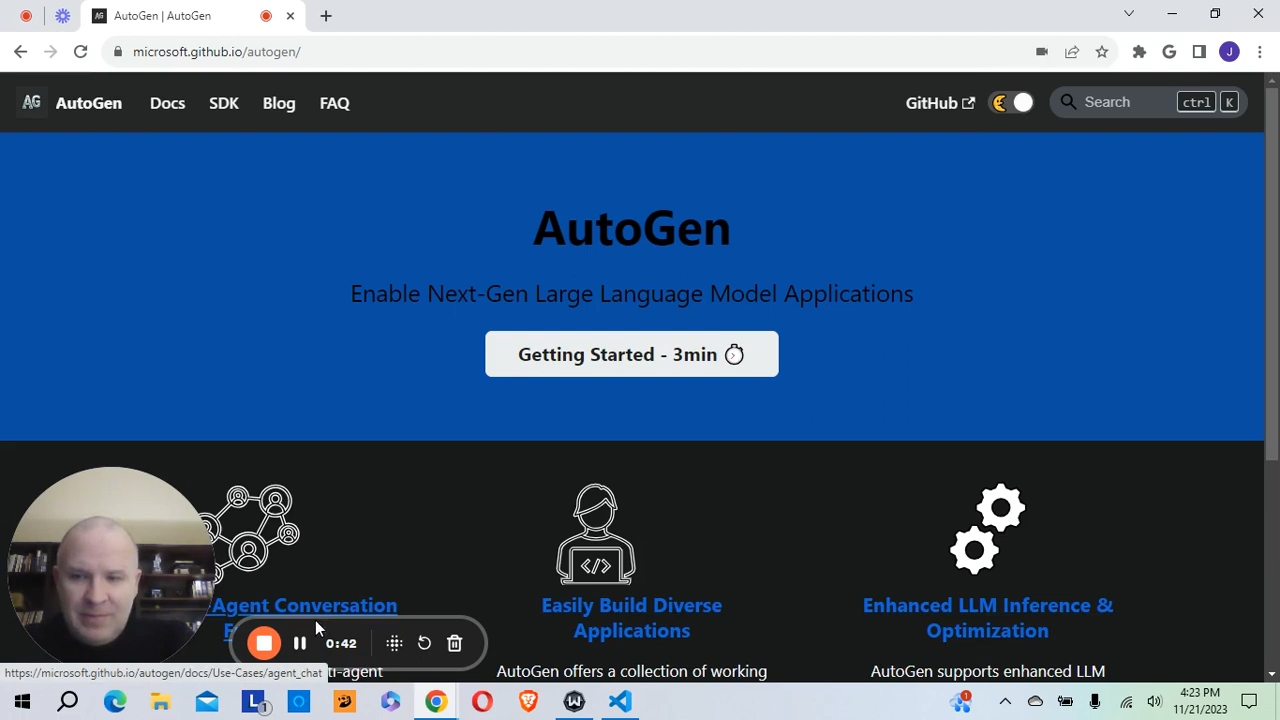 AutoGen | AutoGen
microsoft.github.io/autogen/
J
AG AutoGen Docs SDK Blog FAQ GitHub Search ctrl K
AutoGen
Enable Next-Gen Large Language Model Applications
Getting Started - 3min
-Agent Conversation
Easily Build Diverse
Applications
Enhanced LLM Inference &
Optimization
0:42
AutoGen offers a collection of working
AutoGen supports enhanced LLM
https://microsoft.github.io/autogen/docs/Use-Cases/agent_chat
4:23 PM
11/21/2023